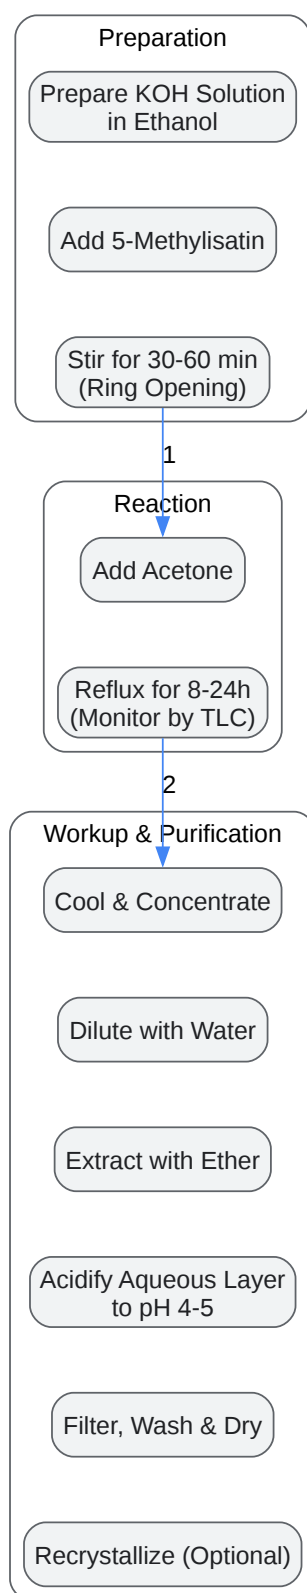 Preparation
Prepare KOH Solution
in Ethanol
Add 5-Methylisatin
Stir for 30-60 min
(Ring Opening)
1
Reaction
Add Acetone
Reflux for 8-24h
(Monitor by TLC)
2
Workup & Purification
Cool & Concentrate
Dilute with Water
Extract with Ether
Acidify Aqueous Layer
to pH 4-5
Filter, Wash & Dry
Recrystallize (Optional)